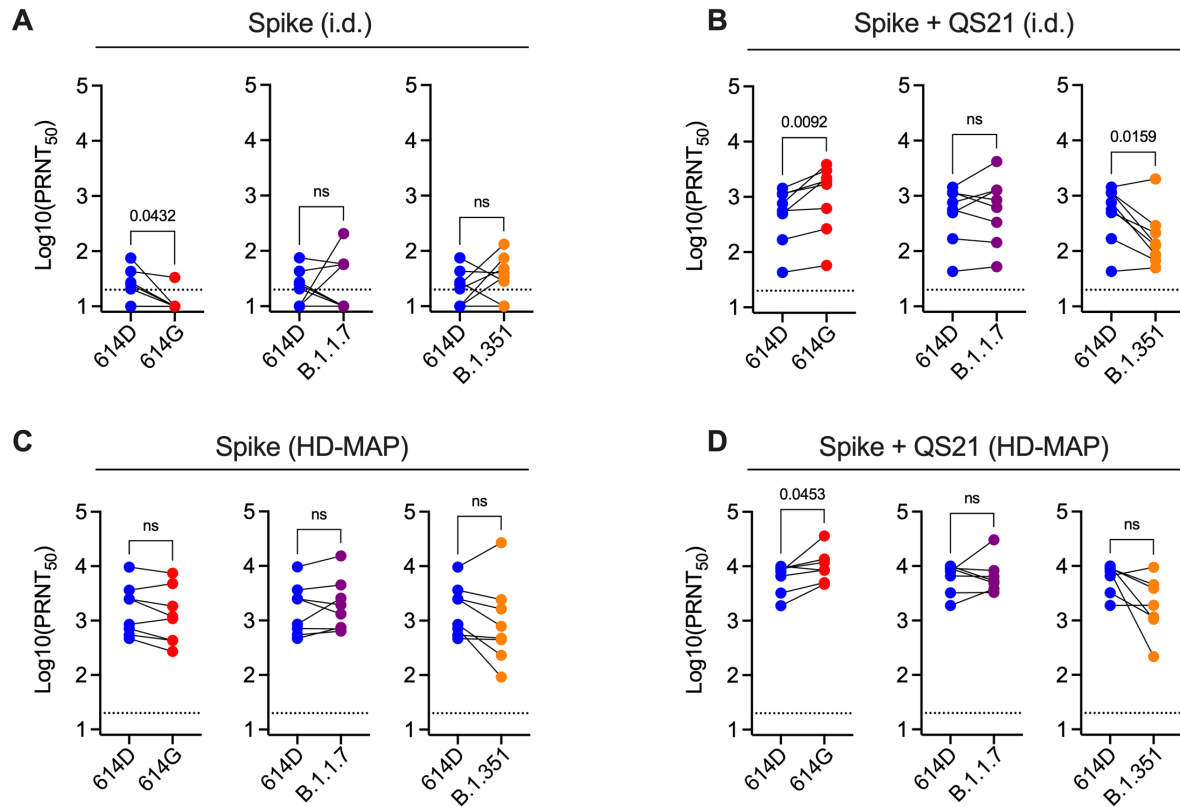 A
Spike (i.d.)
Log10(PRNT50)
5
4
3
2
1
0.0432
614D
614G
5
4
3
2
1
ns
614D
B.1.1.7
5
4
3
2
1
ns
614D
B.1.351
B
Spike + QS21 (i.d.)
Log10(PRNT50)
5
4
3
2
1
0.0092
614D
614G
5
4
3
2
1
ns
614D
B.1.1.7
5
4
3
2
1
0.0159
614D
B.1.351
C
Spike (HD-MAP)
Log10(PRNT50)
5
4
3
2
1
ns
614D
614G
5
4
3
2
1
ns
614D
B.1.1.7
5
4
3
2
1
ns
614D
B.1.351
D
Spike + QS21 (HD-MAP)
Log10(PRNT50)
5
4
3
2
1
0.0453
614D
614G
5
4
3
2
1
ns
614D
B.1.1.7
5
4
3
2
1
ns
614D
B.1.351